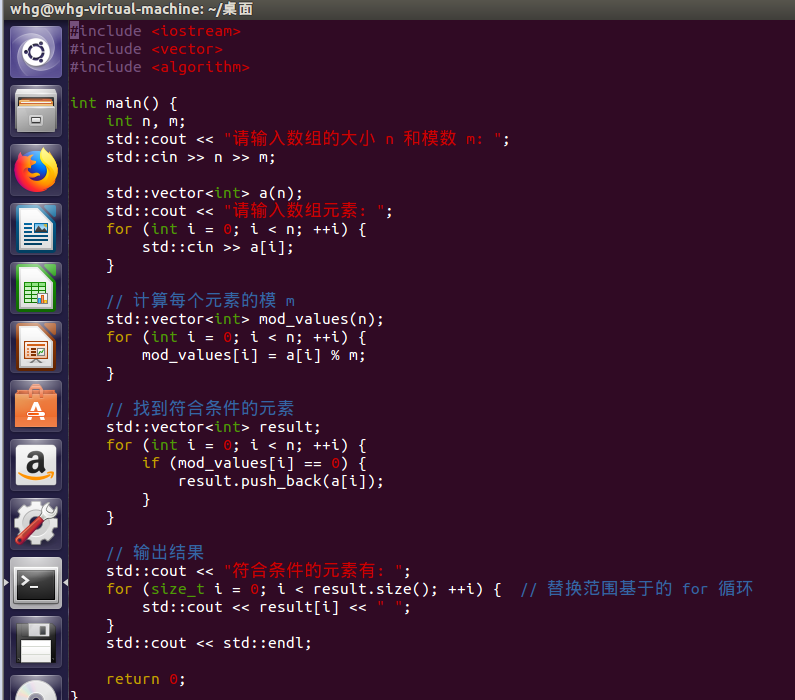 whg@whg-virtual-machine: ~/桌面
#include <iostream>
#include <vector>
#include <algorithm>

int main() {
    int n, m;
    std::cout << "请输入数组的大小 n 和模数 m: ";
    std::cin >> n >> m;

    std::vector<int> a(n);
    std::cout << "请输入数组元素: ";
    for (int i = 0; i < n; ++i) {
        std::cin >> a[i];
    }

    // 计算每个元素的模 m
    std::vector<int> mod_values(n);
    for (int i = 0; i < n; ++i) {
        mod_values[i] = a[i] % m;
    }

    // 找到符合条件的元素
    std::vector<int> result;
    for (int i = 0; i < n; ++i) {
        if (mod_values[i] == 0) {
            result.push_back(a[i]);
        }
    }

    // 输出结果
    std::cout << "符合条件的元素有: ";
    for (size_t i = 0; i < result.size(); ++i) {  // 替换范围基于的 for 循环
        std::cout << result[i] << " ";
    }
    std::cout << std::endl;

    return 0;
}